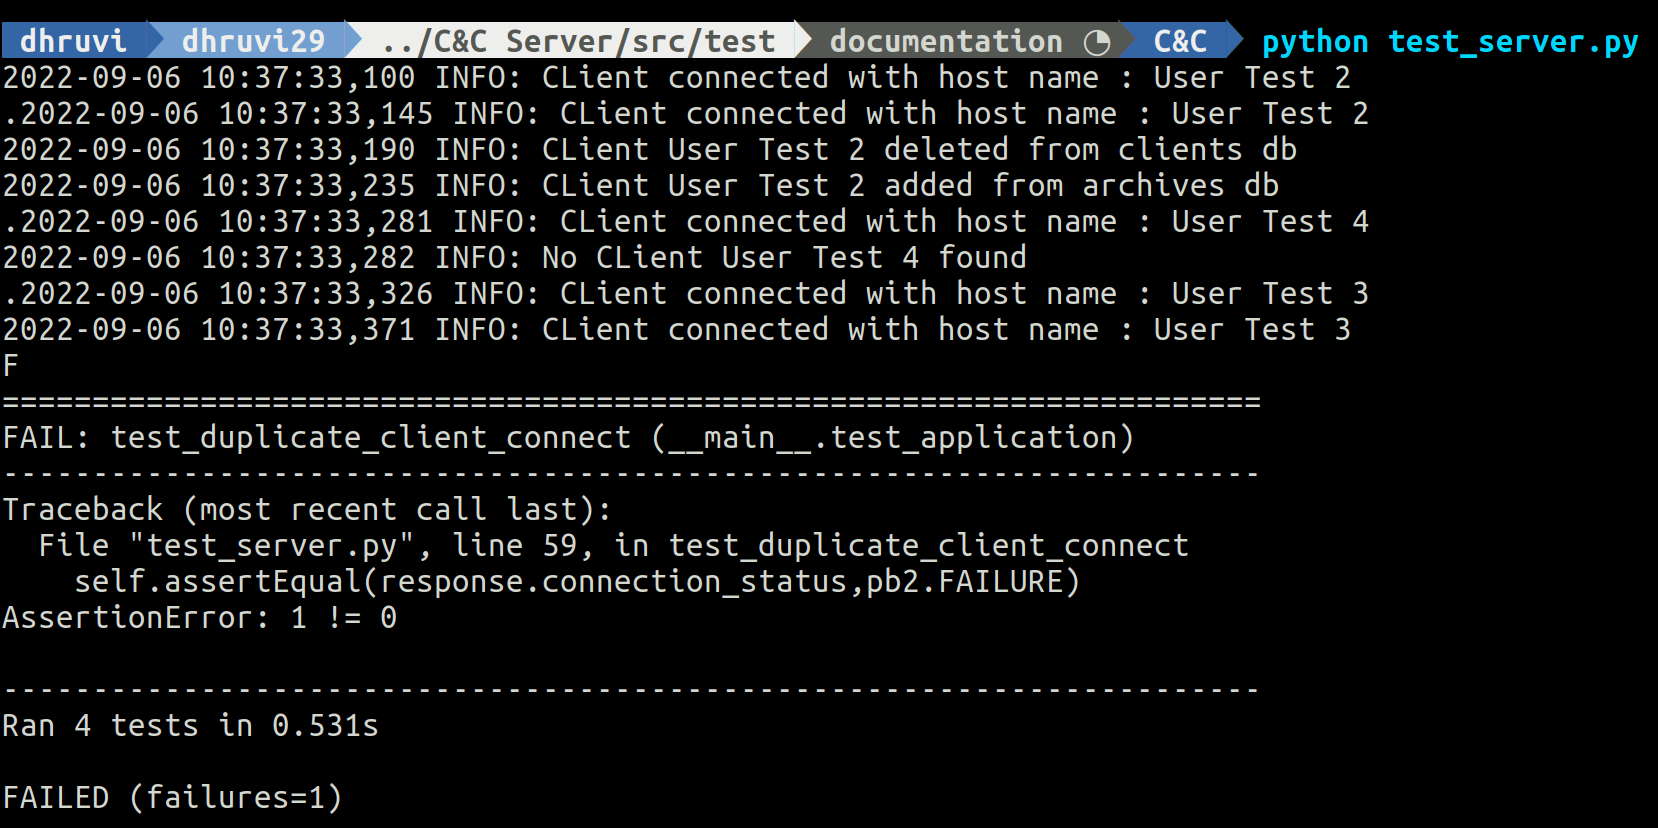 dhruvi dhruvi29 ../C&C Server/src/test documentation C&C python test_server.py
2022-09-06 10:37:33,100 INFO: CLient connected with host name : User Test 2
.2022-09-06 10:37:33,145 INFO: CLient connected with host name : User Test 2
2022-09-06 10:37:33,190 INFO: CLient User Test 2 deleted from clients db
2022-09-06 10:37:33,235 INFO: CLient User Test 2 added from archives db
.2022-09-06 10:37:33,281 INFO: CLient connected with host name : User Test 4
2022-09-06 10:37:33,282 INFO: No CLient User Test 4 found
.2022-09-06 10:37:33,326 INFO: CLient connected with host name : User Test 3
2022-09-06 10:37:33,371 INFO: CLient connected with host name : User Test 3
F
======================================================================
FAIL: test_duplicate_client_connect (__main__.test_application)
----------------------------------------------------------------------
Traceback (most recent call last):
  File "test_server.py", line 59, in test_duplicate_client_connect
    self.assertEqual(response.connection_status,pb2.FAILURE)
AssertionError: 1 != 0
----------------------------------------------------------------------
Ran 4 tests in 0.531s
FAILED (failures=1)